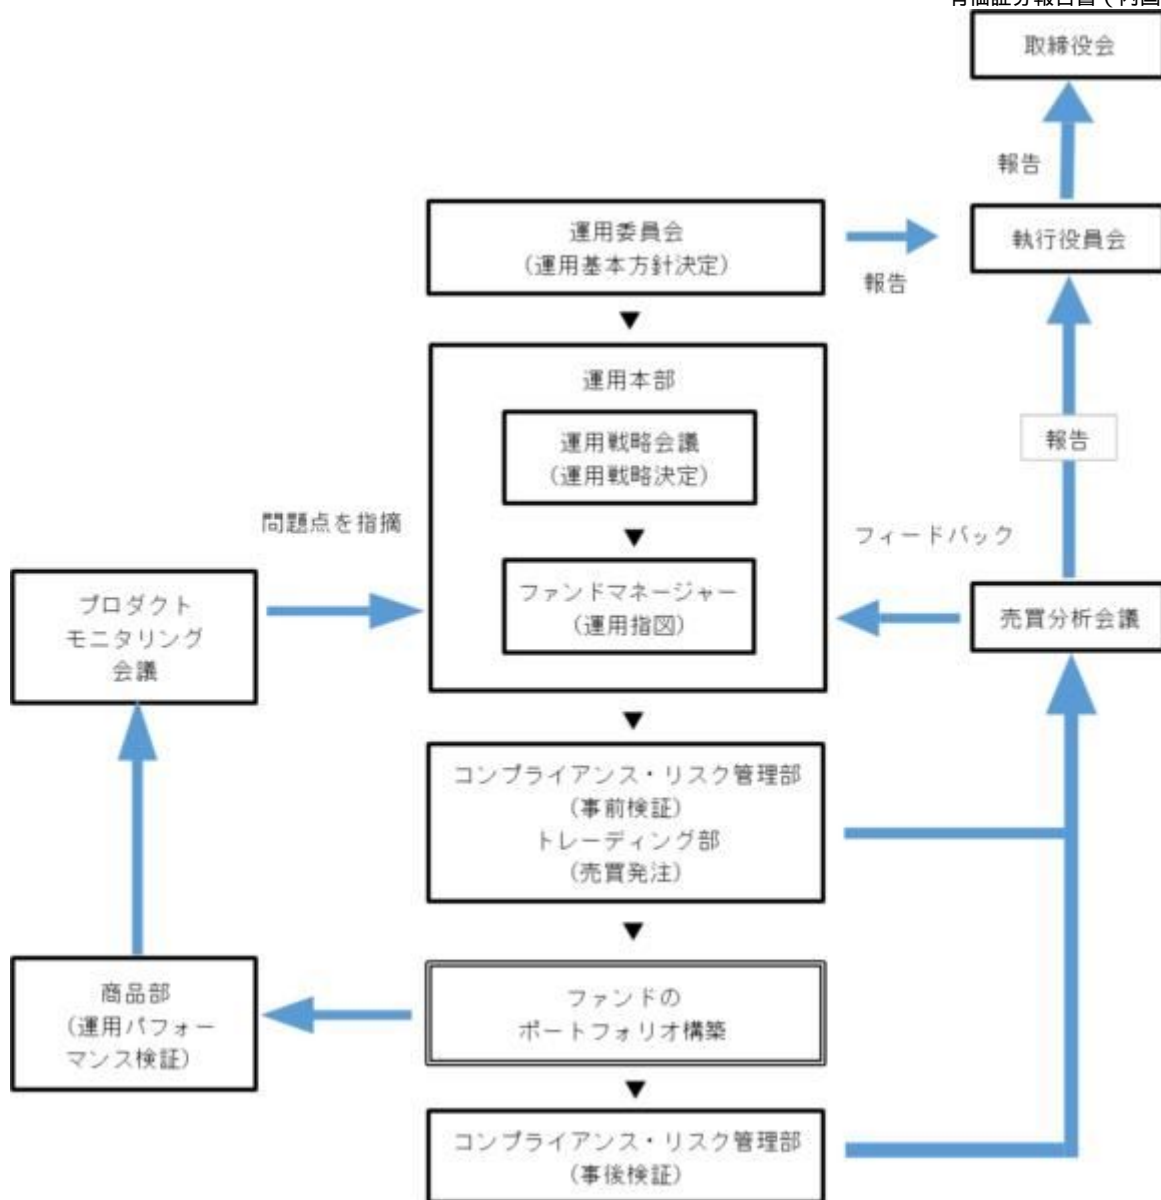 取締役会
報告
運用委員会
(運用基本方針決定)
執行役員会
報告
運用本部
運用戦略会議
(運用戦略決定)
報告
問題点を指摘
フィードバック
プロダクト
モニタリング
会議
ファンドマネージャー
(運用指図)
売買分析会議
コンプライアンス・リスク管理部
(事前検証)
トレーディング部
(売買発注)
商品部
(運用パフォー
マンス検証)
ファンドの
ポートフォリオ構築
コンプライアンス・リスク管理部
(事後検証)